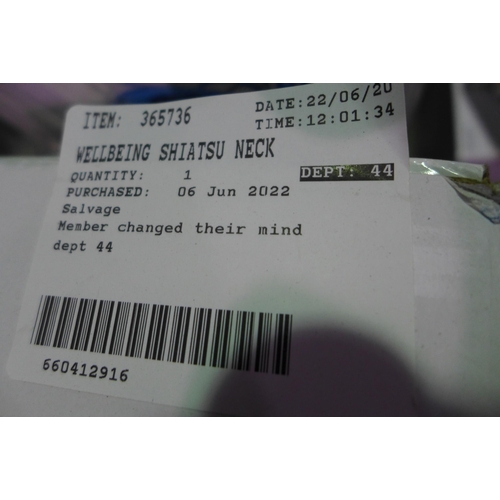 ITEM: 365736
DATE:22/06/20
TIME:12:01:34
WELLBEING SHIATSU NECK
QUANTITY: 1
DEPT: 44
PURCHASED: 06 Jun 2022
Salvage
Member changed their mind
dept 44
660412916